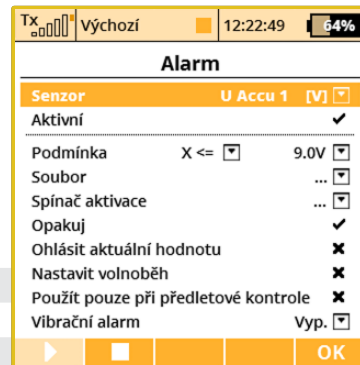 Tx Výchozí 12:22:49 64%
Alarm
Senzor U Accu 1 [V]
Aktivní ✔
Podmínka X <= 9.0V
Soubor ...
Spínač aktivace ...
Opakuj ✔
Ohlásit aktuální hodnotu ✖
Nastavit volnoběh ✖
Použít pouze při předletové kontrole ✖
Vibrační alarm Vyp.
OK